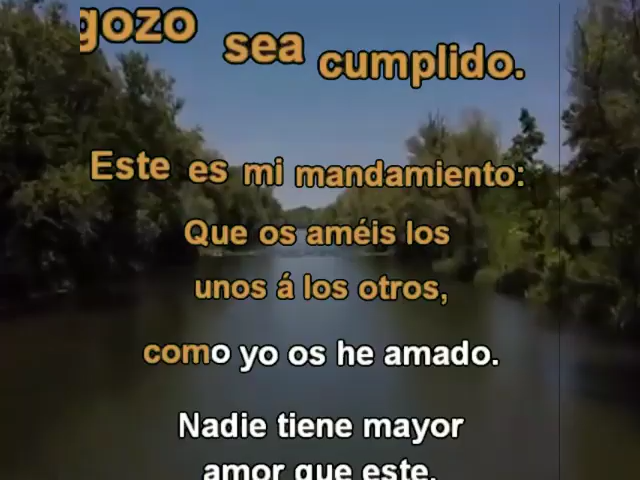 gozo sea cumplido.
Este es mi mandamiento:
Que os améis los
unos á los otros,
como yo os he amado.
Nadie tiene mayor
amor que este,